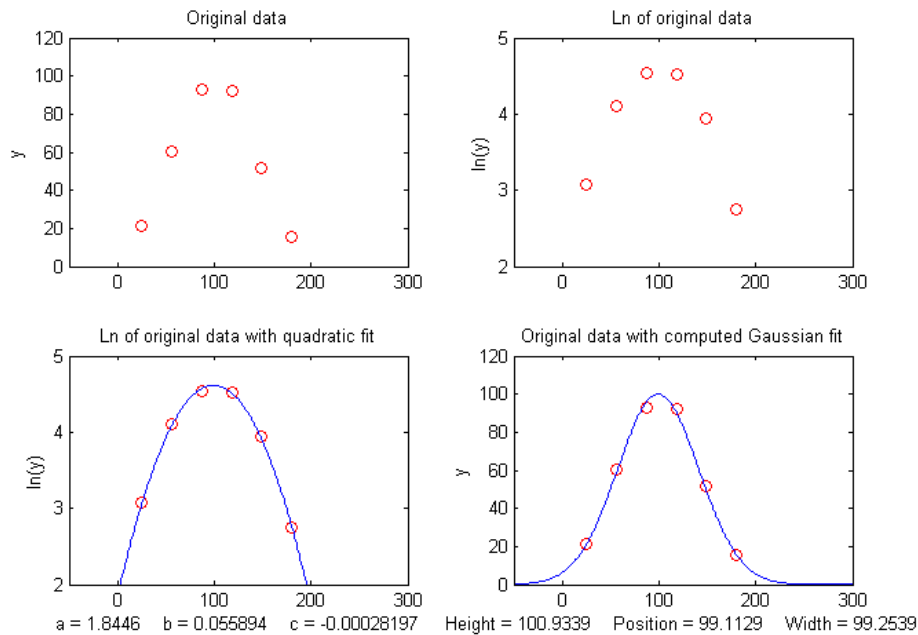 Original data
120
100
80
60
40
20
0
y
0 100 200 300
Ln of original data
5
4
3
2
ln(y)
0 100 200 300
Ln of original data with quadratic fit
5
4
3
2
ln(y)
0 100 200 300
Original data with computed Gaussian fit
120
100
80
60
40
20
0
y
0 100 200 300
a = 1.8446 b = 0.055894 c = -0.00028197 Height = 100.9339 Position = 99.1129 Width = 99.2539